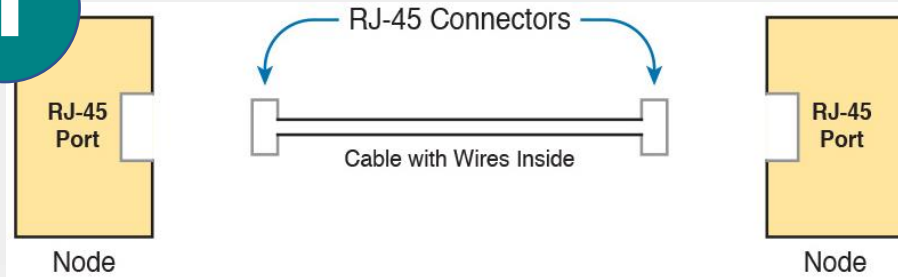 RJ-45 Connectors
RJ-45
Port
RJ-45
Port
Cable with Wires Inside
Node
Node